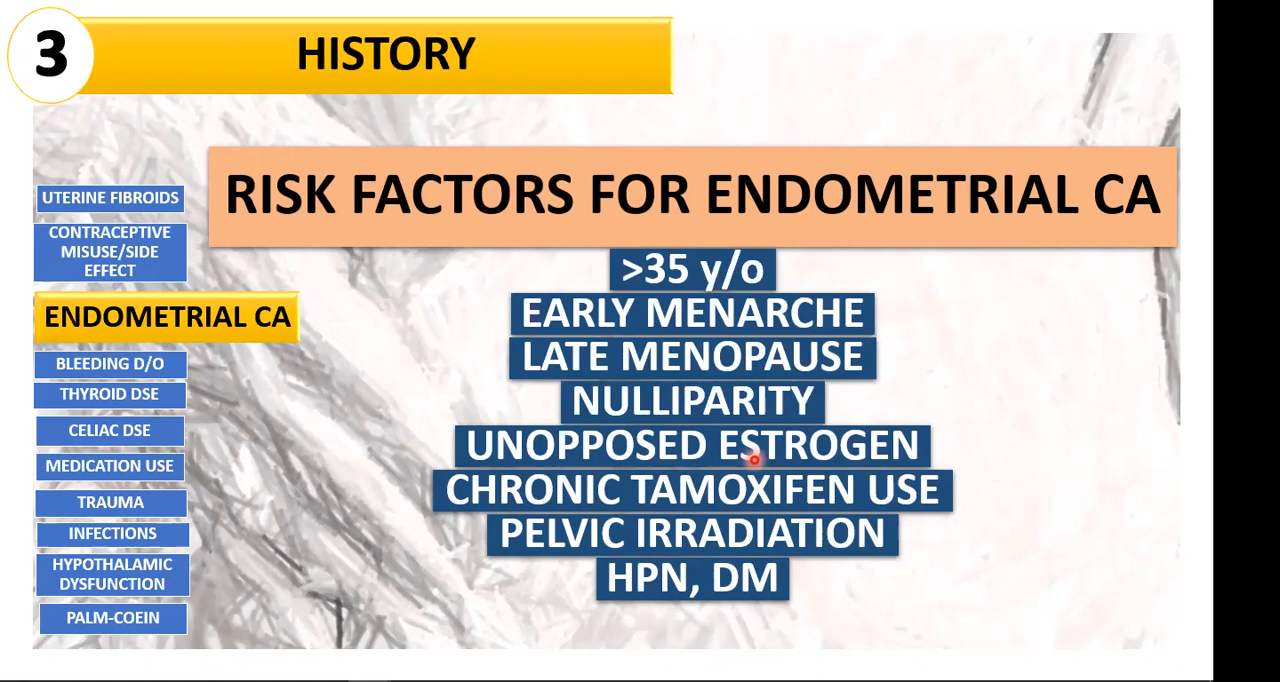 3
HISTORY
RISK FACTORS FOR ENDOMETRIAL CA
UTERINE FIBROIDS
CONTRACEPTIVE
MISUSE/SIDE
EFFECT
ENDOMETRIAL CA
BLEEDING D/O
THYROID DSE
CELIAC DSE
MEDICATION USE
TRAUMA
INFECTIONS
HYPOTHALAMIC
DYSFUNCTION
PALM-COEIN
>35 y/o
EARLY MENARCHE
LATE MENOPAUSE
NULLIPARITY
UNOPPOSED ESTROGEN
CHRONIC TAMOXIFEN USE
PELVIC IRRADIATION
HPN, DM